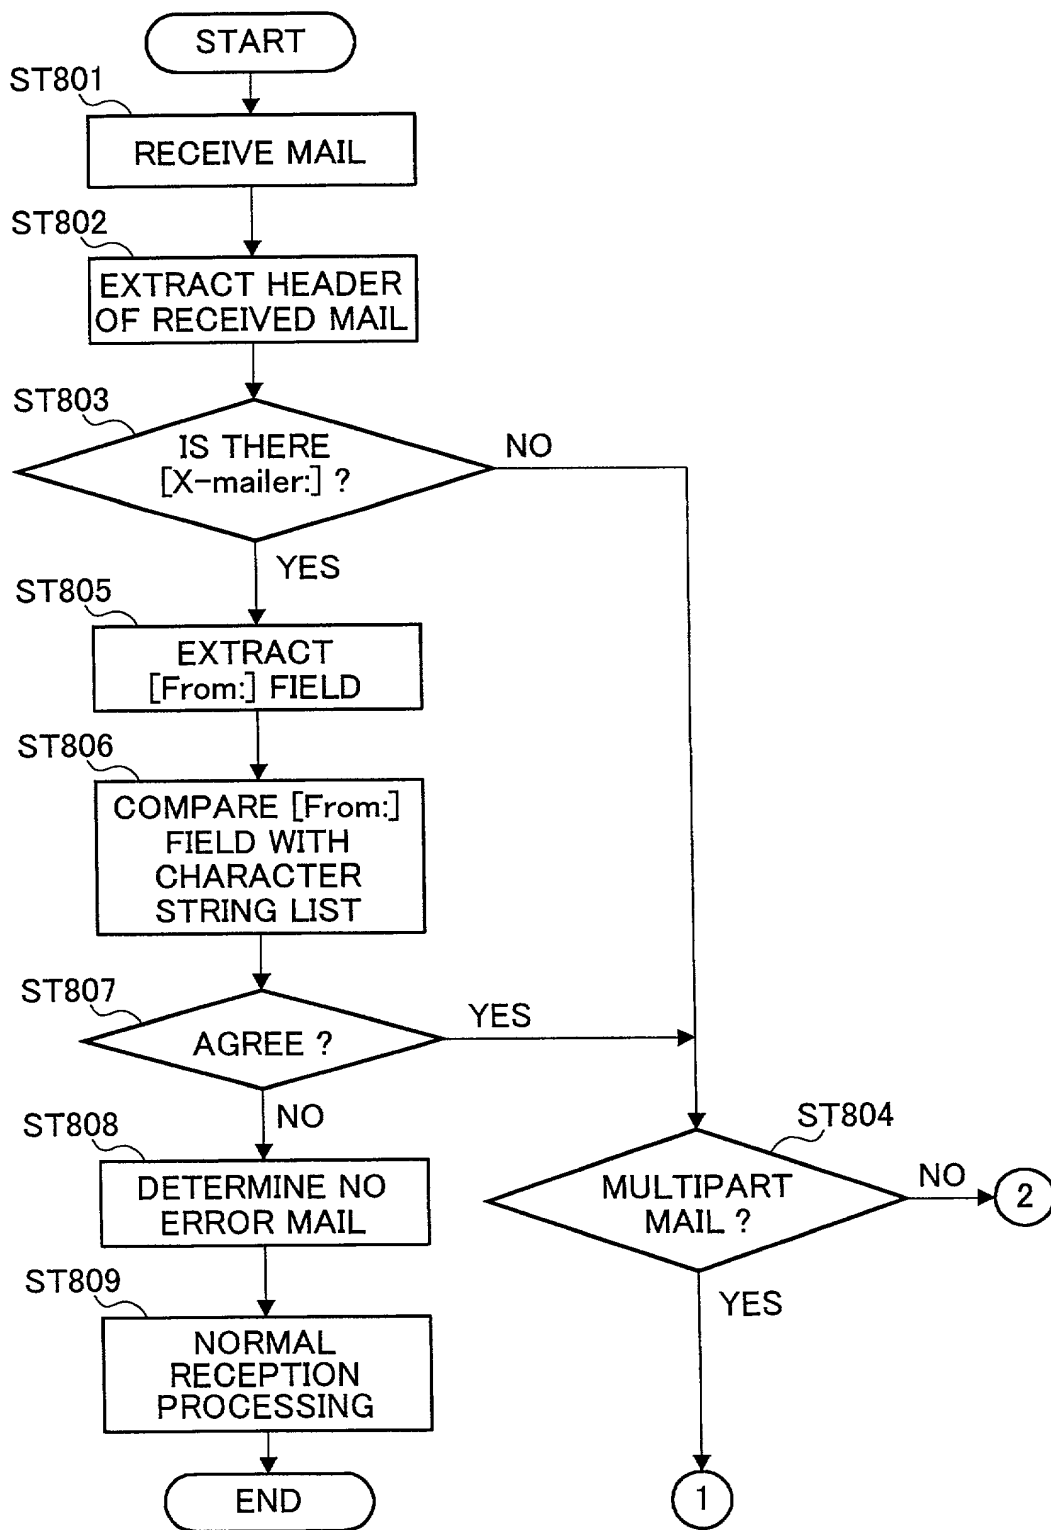 START
ST801
RECEIVE MAIL
ST802
EXTRACT HEADER
OF RECEIVED MAIL
ST803
IS THERE
[X-mailer:] ?
NO
YES
ST805
EXTRACT
[From:] FIELD
ST806
COMPARE [From:]
FIELD WITH
CHARACTER
STRING LIST
ST807
AGREE ?
YES
NO
ST808
DETERMINE NO
ERROR MAIL
ST804
MULTIPART
MAIL ?
NO
2
YES
ST809
NORMAL
RECEPTION
PROCESSING
END
1